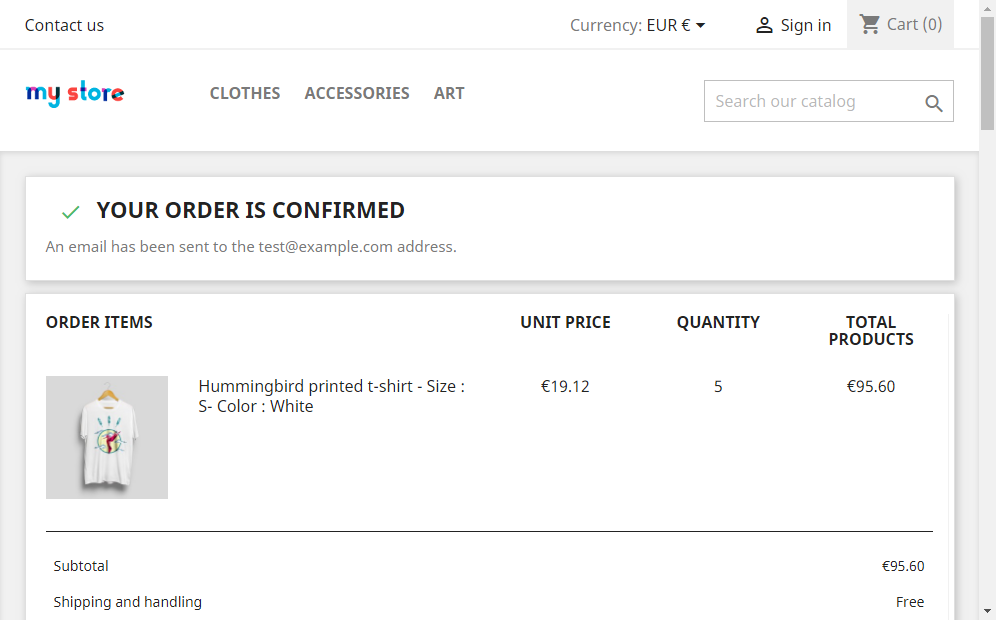 Contact us
Currency: EUR €
Sign in
Cart (0)
my store
CLOTHES ACCESSORIES ART
Search our catalog
YOUR ORDER IS CONFIRMED
An email has been sent to the test@example.com address.
ORDER ITEMS UNIT PRICE QUANTITY TOTAL
PRODUCTS
Hummingbird printed t-shirt - Size : €19.12 5 €95.60
S- Color : White
Subtotal €95.60
Shipping and handling Free